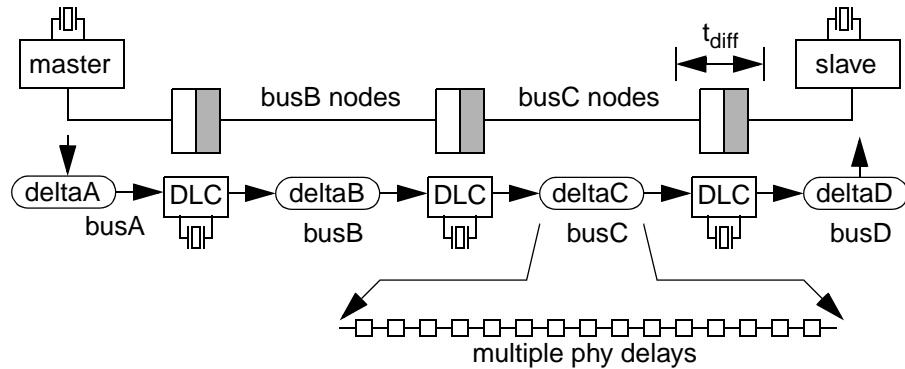 master
t_diff
slave
busB nodes
busC nodes
deltaA
DLC
deltaB
DLC
deltaC
DLC
deltaD
busA
busB
busC
busD
multiple phy delays